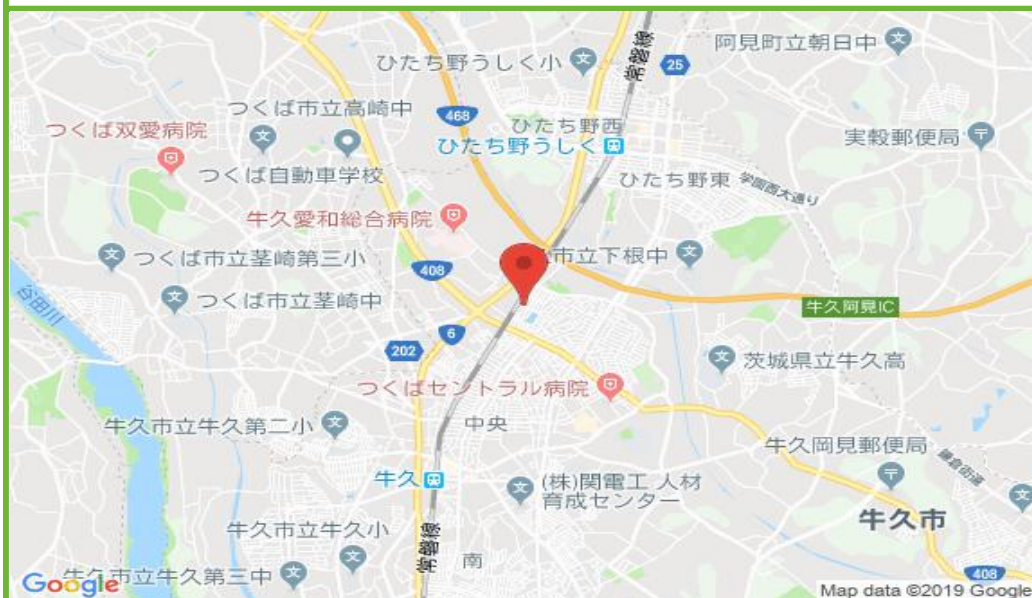 常磐線
阿見町立朝日中
ひたち野うしく小
25
つくば市立高崎中
468
ひたち野西
つくば双愛病院
ひたち野うしく
実穀郵便局
つくば自動車学校
ひたち野東
学園西大通り
牛久愛和総合病院
市立下根中
つくば市立茎崎第三小
408
谷田川
つくば市立茎崎中
牛久阿見IC
6
202
茨城県立牛久高
つくばセントラル病院
牛久市立牛久第二小
中央
牛久岡見郵便局
鎌倉街道
牛久
(株)関電工 人材
育成センター
牛久市
牛久市立牛久小
常磐線
南
牛久市立牛久第三中
408
Google
Map data ©2019 Google